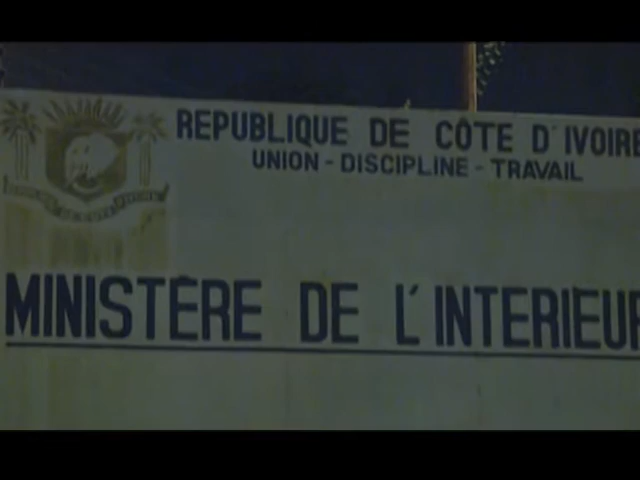 REPUBLIQUE DE CÔTE D'IVOIRE
UNION - DISCIPLINE - TRAVAIL
MINISTÈRE DE L'INTERIEUR